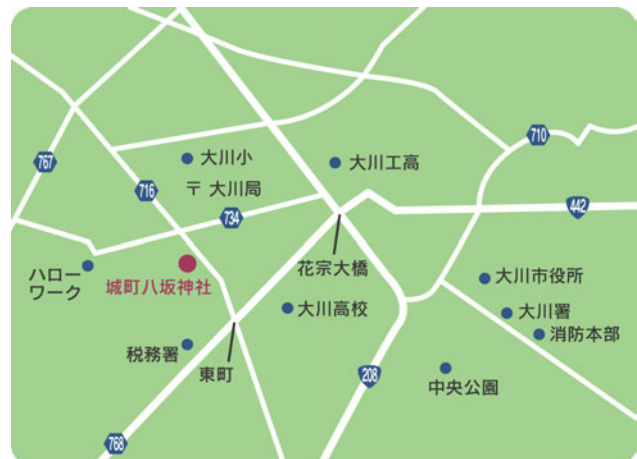 710
大川小
大川工高
767
716
〒 大川局
734
442
花宗大橋
ハロー
ワーク
城町八坂神社
大川市役所
大川高校
大川署
消防本部
税務署
東町
208
中央公園
768